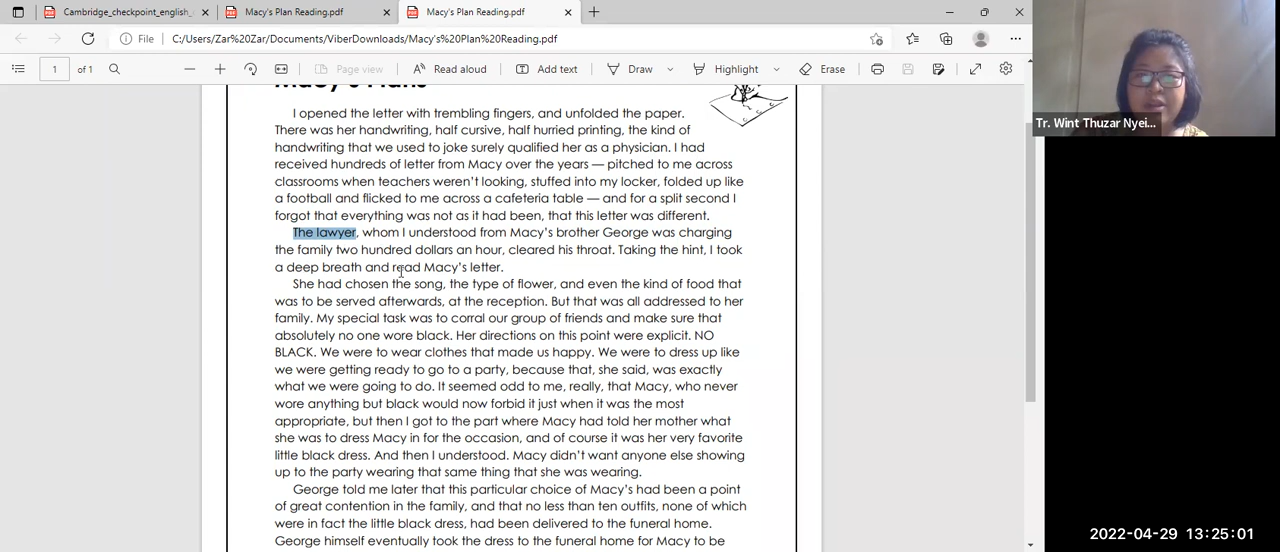 Cambridge_checkpoint_english_
Macy's Plan Reading.pdf
Macy's Plan Reading.pdf
File
C:/Users/Zar%20Zar/Documents/ViberDownloads/Macy's%20Plan%20Reading.pdf
1 of 1
Page view
Read aloud
Add text
Draw
Highlight
Erase
Macy's Plans
I opened the letter with trembling fingers, and unfolded the paper.
There was her handwriting, half cursive, half hurried printing, the kind of
handwriting that we used to joke surely qualified her as a physician. I had
received hundreds of letter from Macy over the years — pitched to me across
classrooms when teachers weren't looking, stuffed into my locker, folded up like
a football and flicked to me across a cafeteria table — and for a split second I
forgot that everything was not as it had been, that this letter was different.
The lawyer, whom I understood from Macy's brother George was charging
the family two hundred dollars an hour, cleared his throat. Taking the hint, I took
a deep breath and read Macy's letter.
She had chosen the song, the type of flower, and even the kind of food that
was to be served afterwards, at the reception. But that was all addressed to her
family. My special task was to corral our group of friends and make sure that
absolutely no one wore black. Her directions on this point were explicit. NO
BLACK. We were to wear clothes that made us happy. We were to dress up like
we were getting ready to go to a party, because that, she said, was exactly
what we were going to do. It seemed odd to me, really, that Macy, who never
wore anything but black would now forbid it just when it was the most
appropriate, but then I got to the part where Macy had told her mother what
she was to dress Macy in for the occasion, and of course it was her very favorite
little black dress. And then I understood. Macy didn't want anyone else showing
up to the party wearing that same thing that she was wearing.
George told me later that this particular choice of Macy's had been a point
of great contention in the family, and that no less than ten outfits, none of which
were in fact the little black dress, had been delivered to the funeral home.
George himself eventually took the dress to the funeral home for Macy to be
Tr. Wint Thuzar Nyei...
2022-04-29 13:25:01